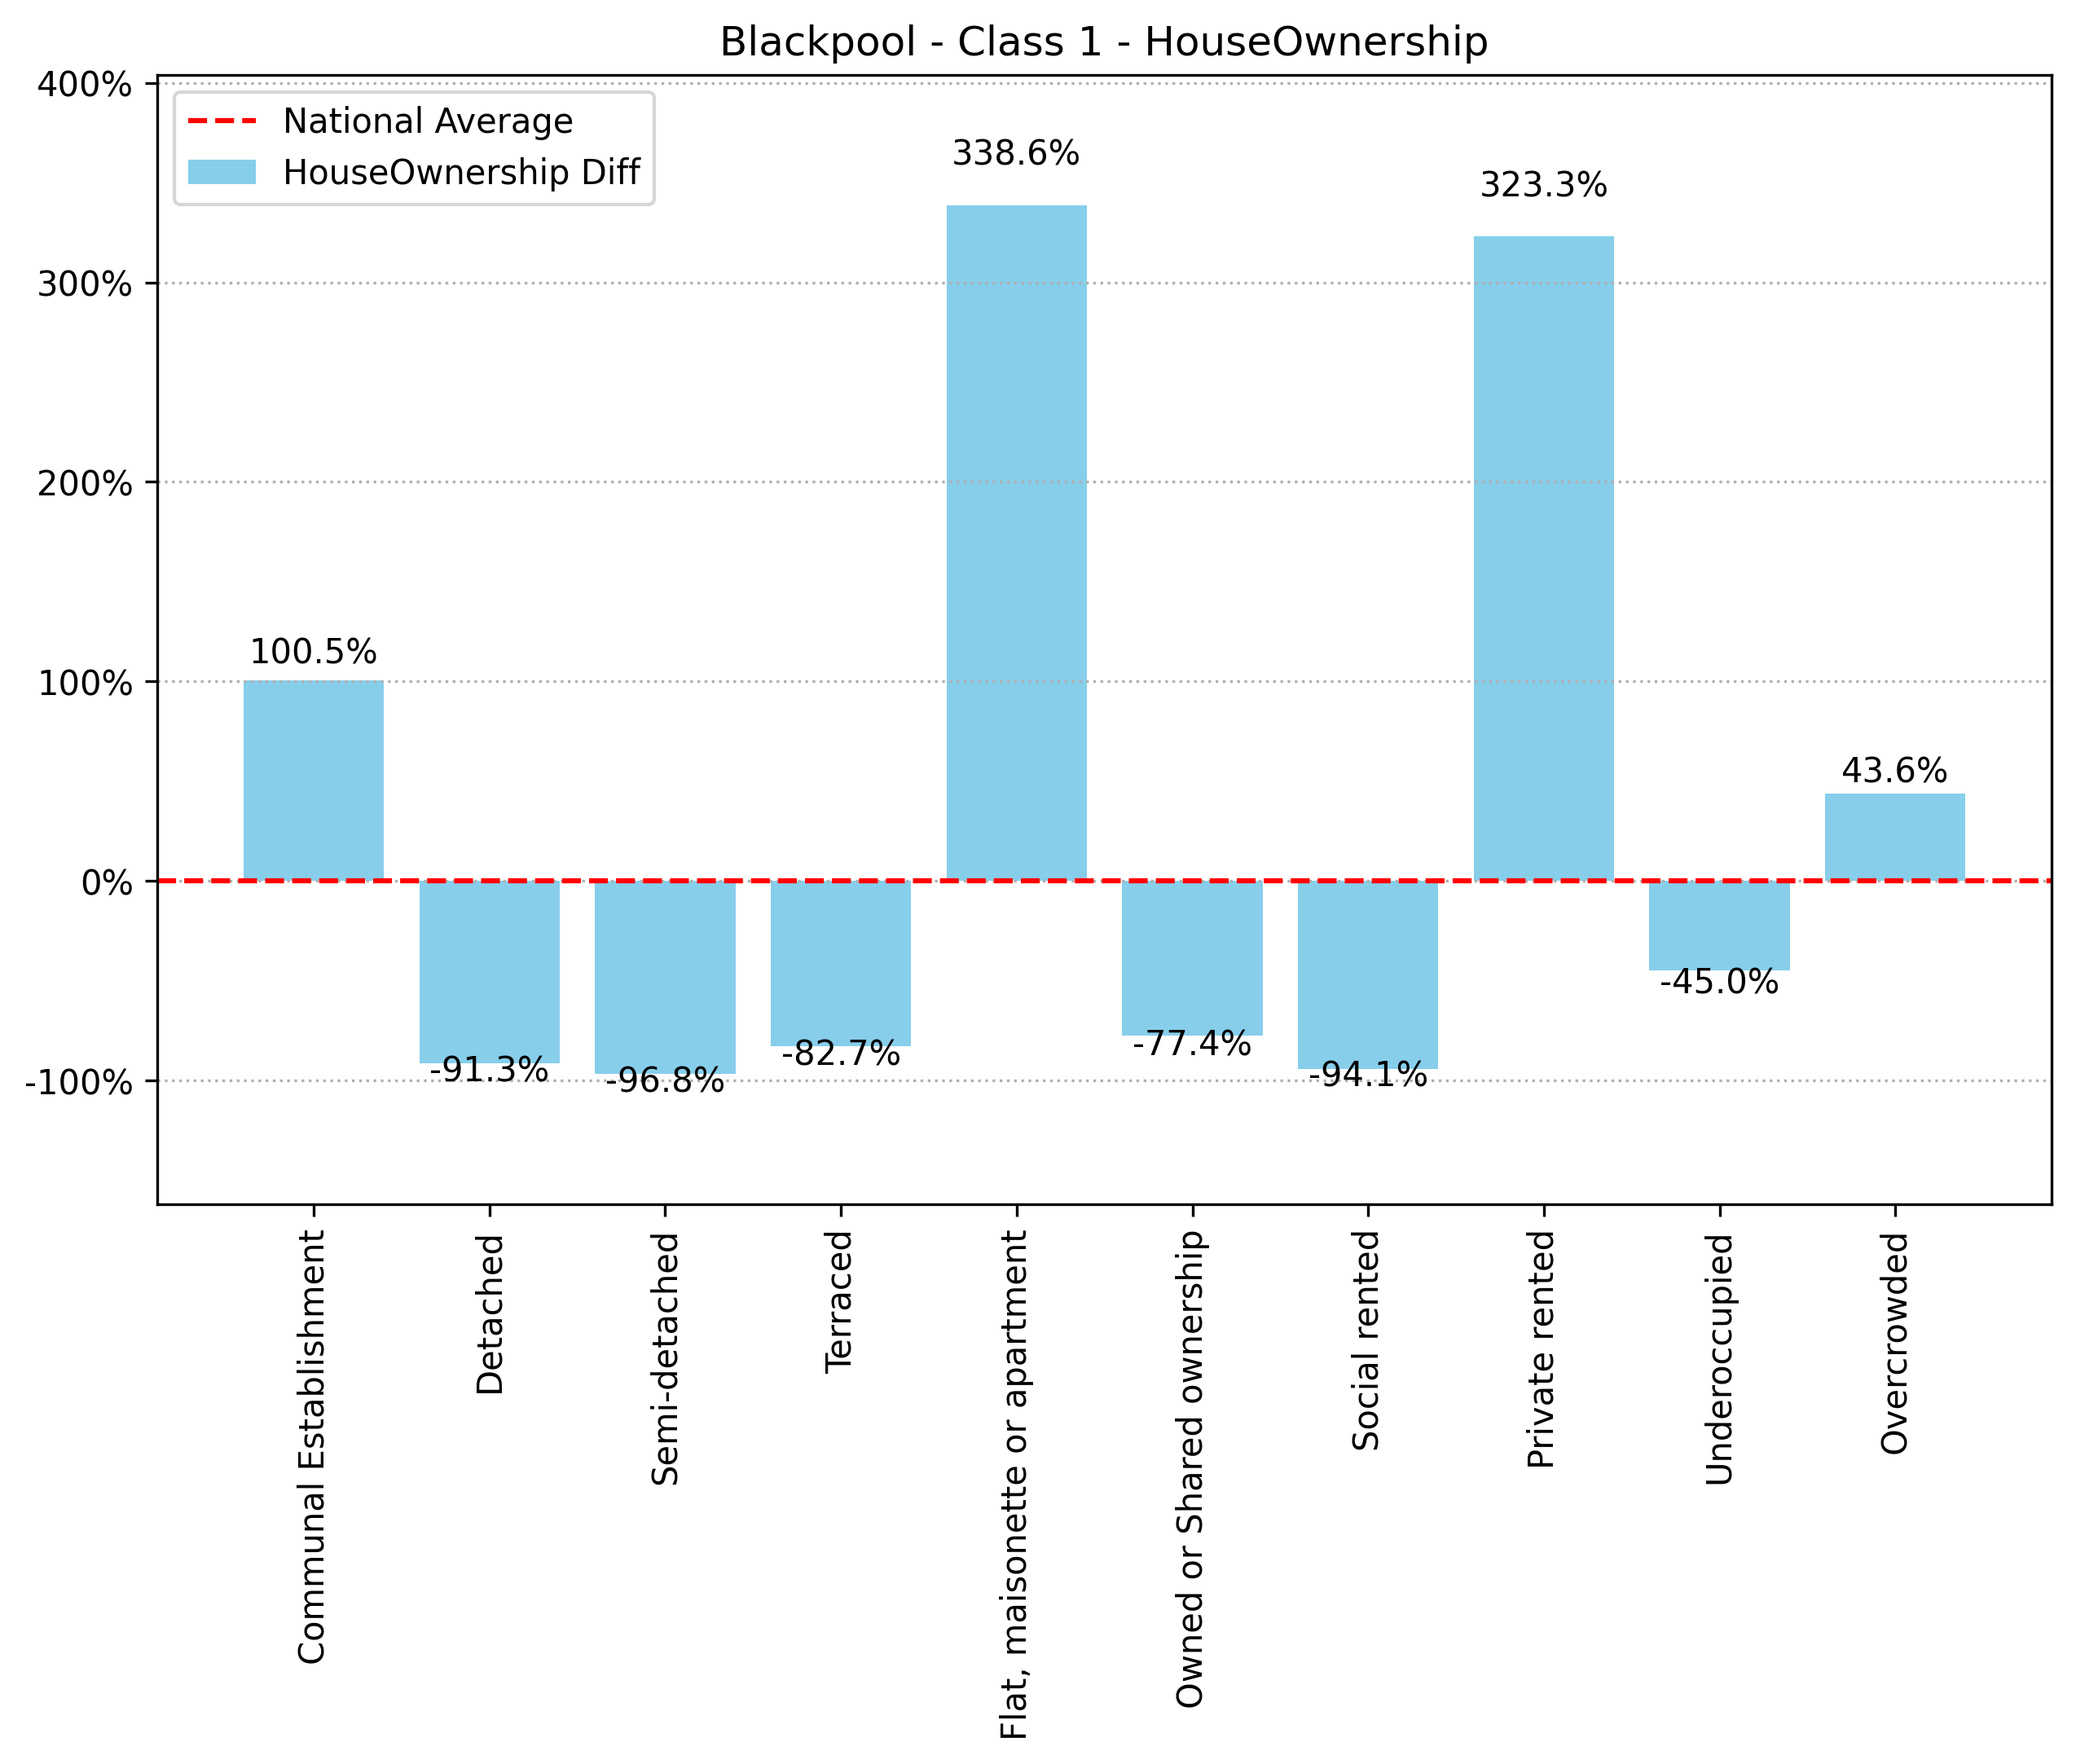 Blackpool - Class 1 - HouseOwnership
400%
300%
200%
100%
0%
-100%
National Average
HouseOwnership Diff
100.5%
-91.3%
-96.8%
-82.7%
338.6%
-77.4%
-94.1%
323.3%
-45.0%
43.6%
Communal Establishment
Detached
Semi-detached
Terraced
Flat, maisonette or apartment
Owned or Shared ownership
Social rented
Private rented
Underoccupied
Overcrowded